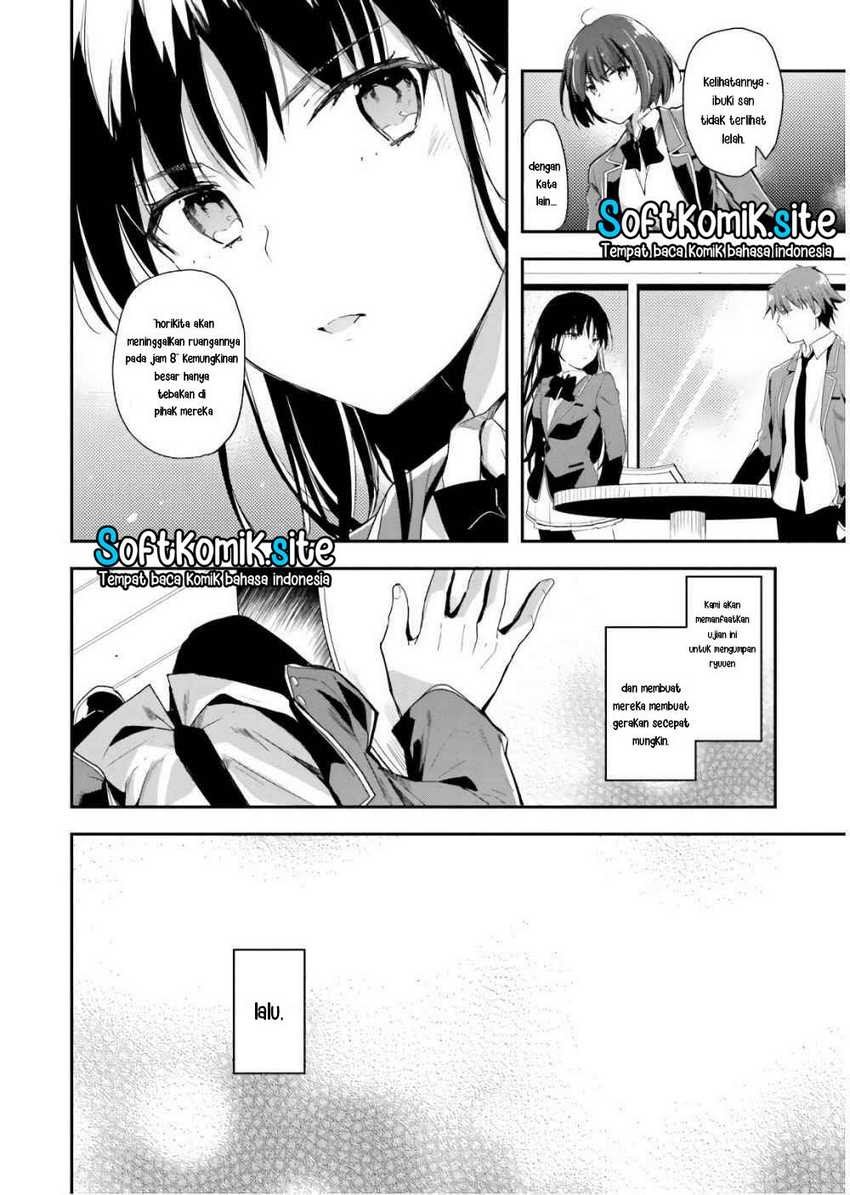 Kelihatannya
ibuki san
tidak terlihat
lelah.
dengan
kata
lain...
Softkomik.site
Tempat baca komik bahasa indonesia
"horikita akan
meninggalkan ruangannya
pada jam 8" Kemungkinan
besar hanya
tebakan di
pihak mereka
Softkomik.site
Tempat baca komik bahasa indonesia
Kami akan
memanfaatkan
ujian ini
untuk mengumpan
ryuuen
dan membuat
mereka membuat
gerakan secepat
mungkin.
lalu.